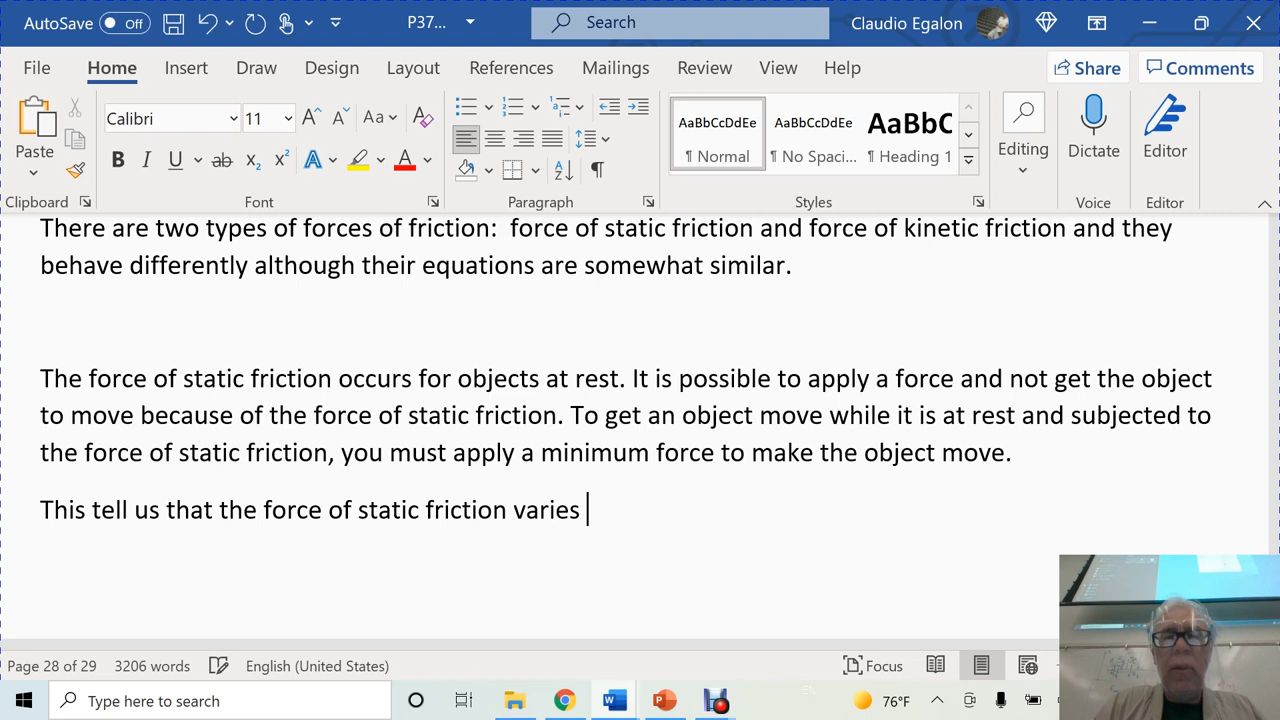 AutoSave Off P37... Search Claudio Egalon
File Home Insert Draw Design Layout References Mailings Review View Help Share Comments
Calibri 11 Aa AaBbCcDdEe AaBbCcDdEe AaBbC
Paste B I U ab x₂ x² A A ¶ Normal ¶ No Spaci... ¶ Heading 1 Editing Dictate Editor
Clipboard Font Paragraph Styles Voice Editor
There are two types of forces of friction: force of static friction and force of kinetic friction and they
behave differently although their equations are somewhat similar.
The force of static friction occurs for objects at rest. It is possible to apply a force and not get the object
to move because of the force of static friction. To get an object move while it is at rest and subjected to
the force of static friction, you must apply a minimum force to make the object move.
This tell us that the force of static friction varies
Page 28 of 29 3206 words English (United States) Focus
Type here to search 76°F